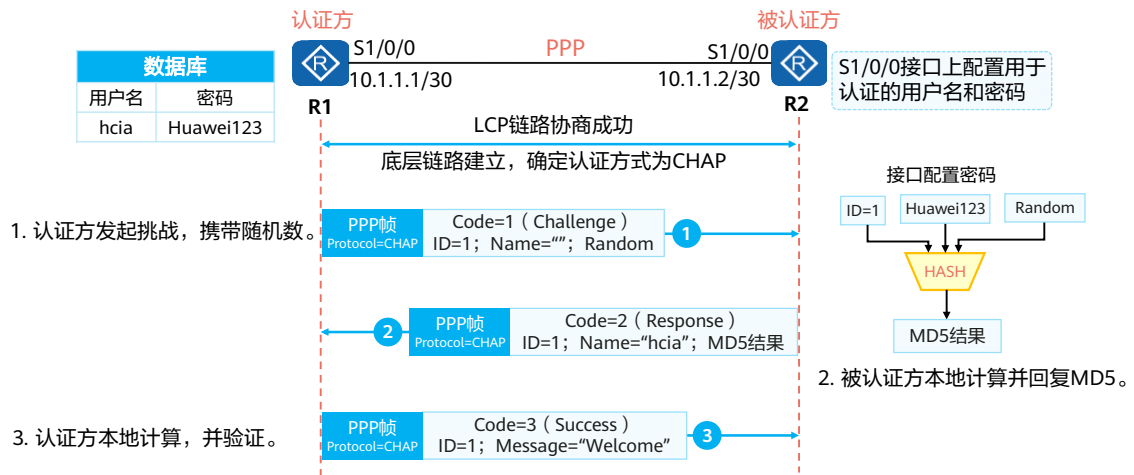 认证方
被认证方
S1/0/0
PPP
S1/0/0
10.1.1.1/30
10.1.1.2/30
R
R
R1
R2
数据库
用户名 密码
hcia Huawei123
S1/0/0接口上配置用于
认证的用户名和密码
LCP链路协商成功
底层链路建立，确定认证方式为CHAP
1. 认证方发起挑战，携带随机数。
PPP帧
Protocol=CHAP
Code=1（Challenge）
ID=1；Name=“”；Random
1
接口配置密码
ID=1
Huawei123
Random
HASH
MD5结果
2. 被认证方本地计算并回复MD5。
2
PPP帧
Protocol=CHAP
Code=2（Response）
ID=1；Name=“hcia”；MD5结果
3. 认证方本地计算，并验证。
PPP帧
Protocol=CHAP
Code=3（Success）
ID=1；Message=“Welcome”
3